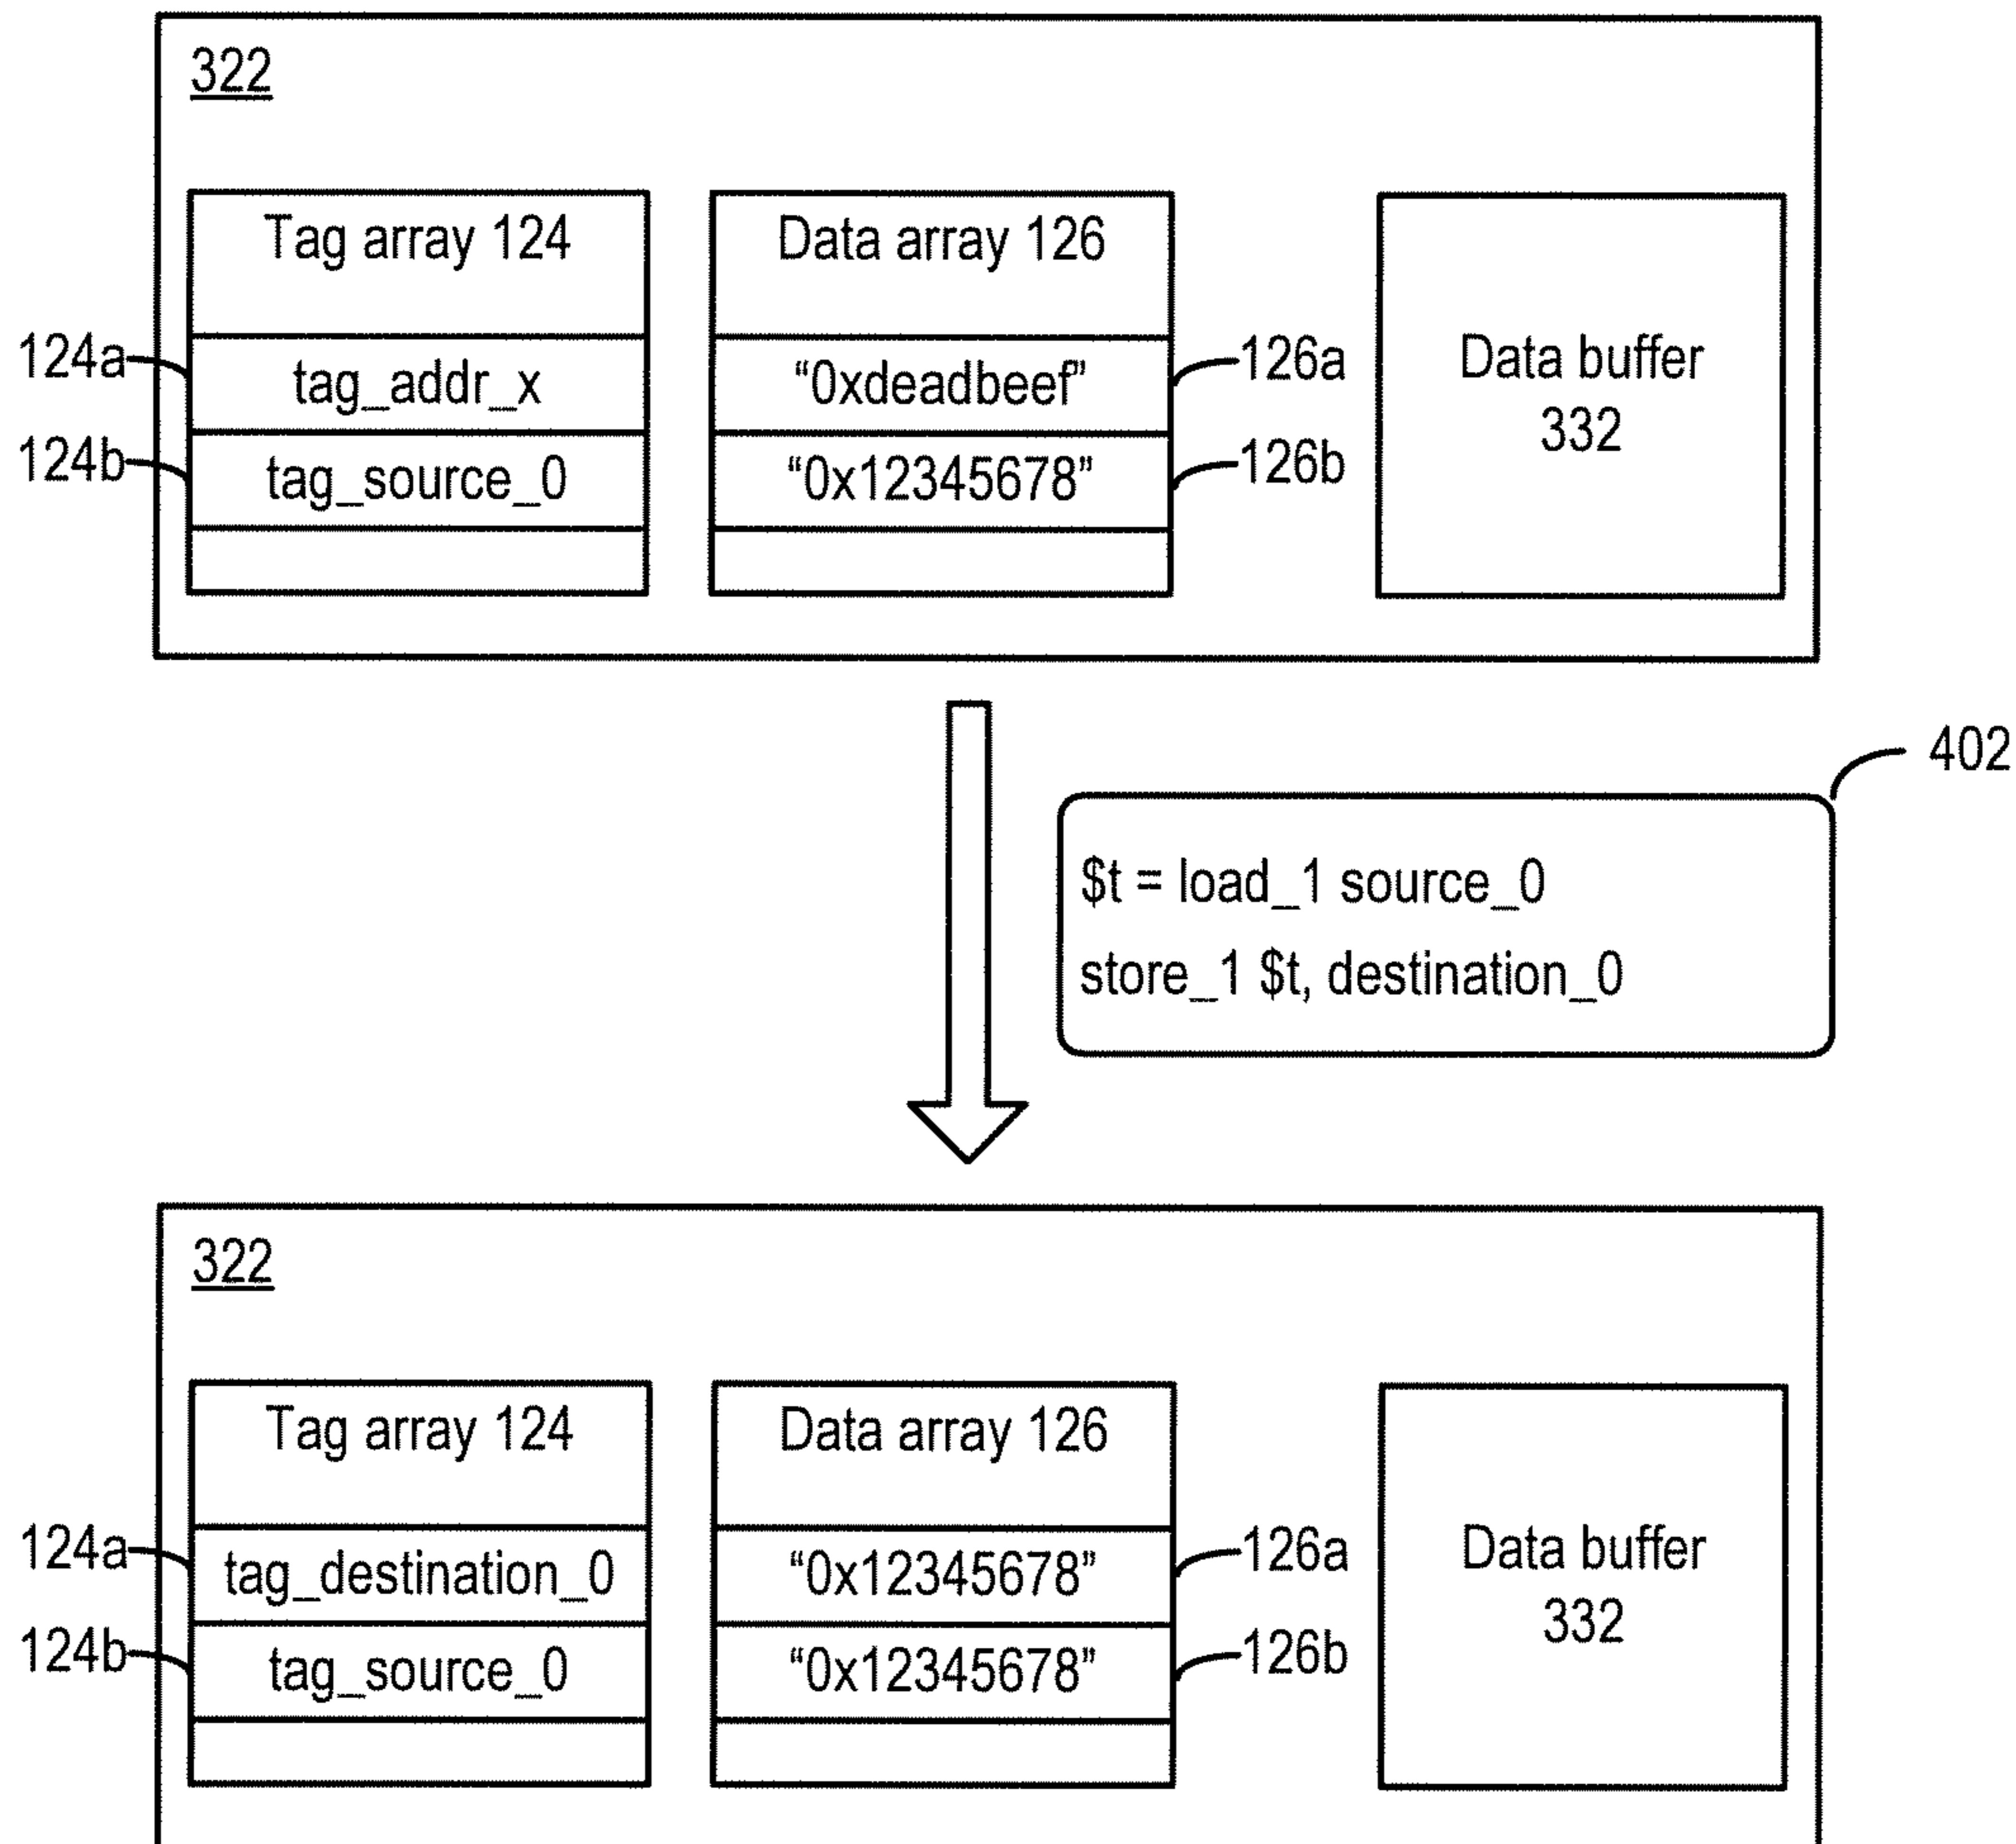 322
Tag array 124
Data array 126
124a
tag_addr_x
“0xdeadbeef”
126a
Data buffer
332
124b
tag_source_0
“0x12345678”
126b
402
$t = load_1 source_0
store_1 $t, destination_0
322
Tag array 124
Data array 126
124a
tag_destination_0
“0x12345678”
126a
Data buffer
332
124b
tag_source_0
“0x12345678”
126b